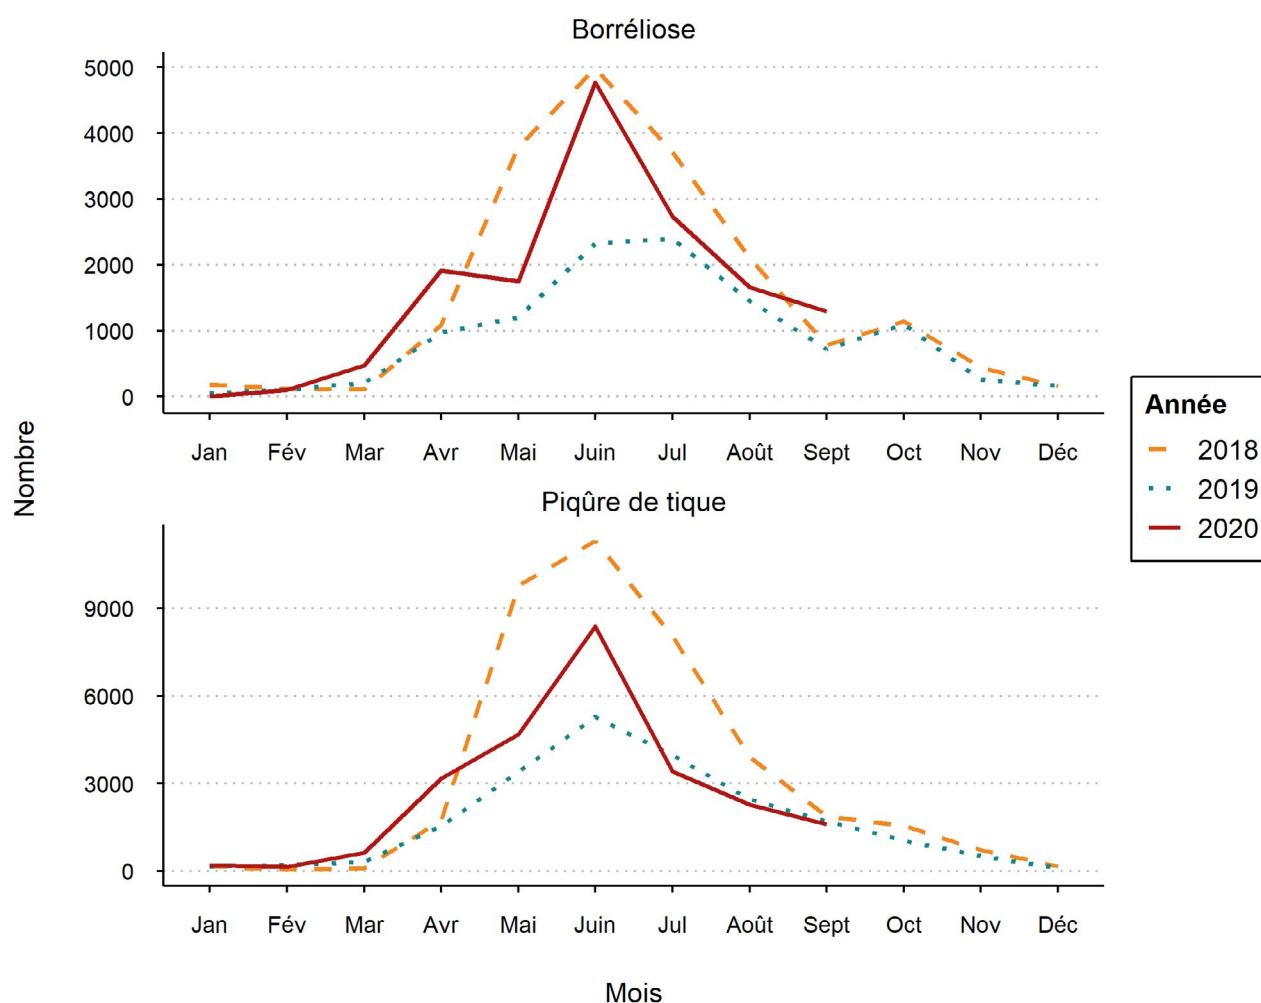 Borréliose
5000
4000
3000
2000
1000
0
Jan Fév Mar Avr Mai Juin Jul Août Sept Oct Nov Déc
Nombre
Piqûre de tique
9000
6000
3000
0
Jan Fév Mar Avr Mai Juin Jul Août Sept Oct Nov Déc
Mois
Année
2018
2019
2020